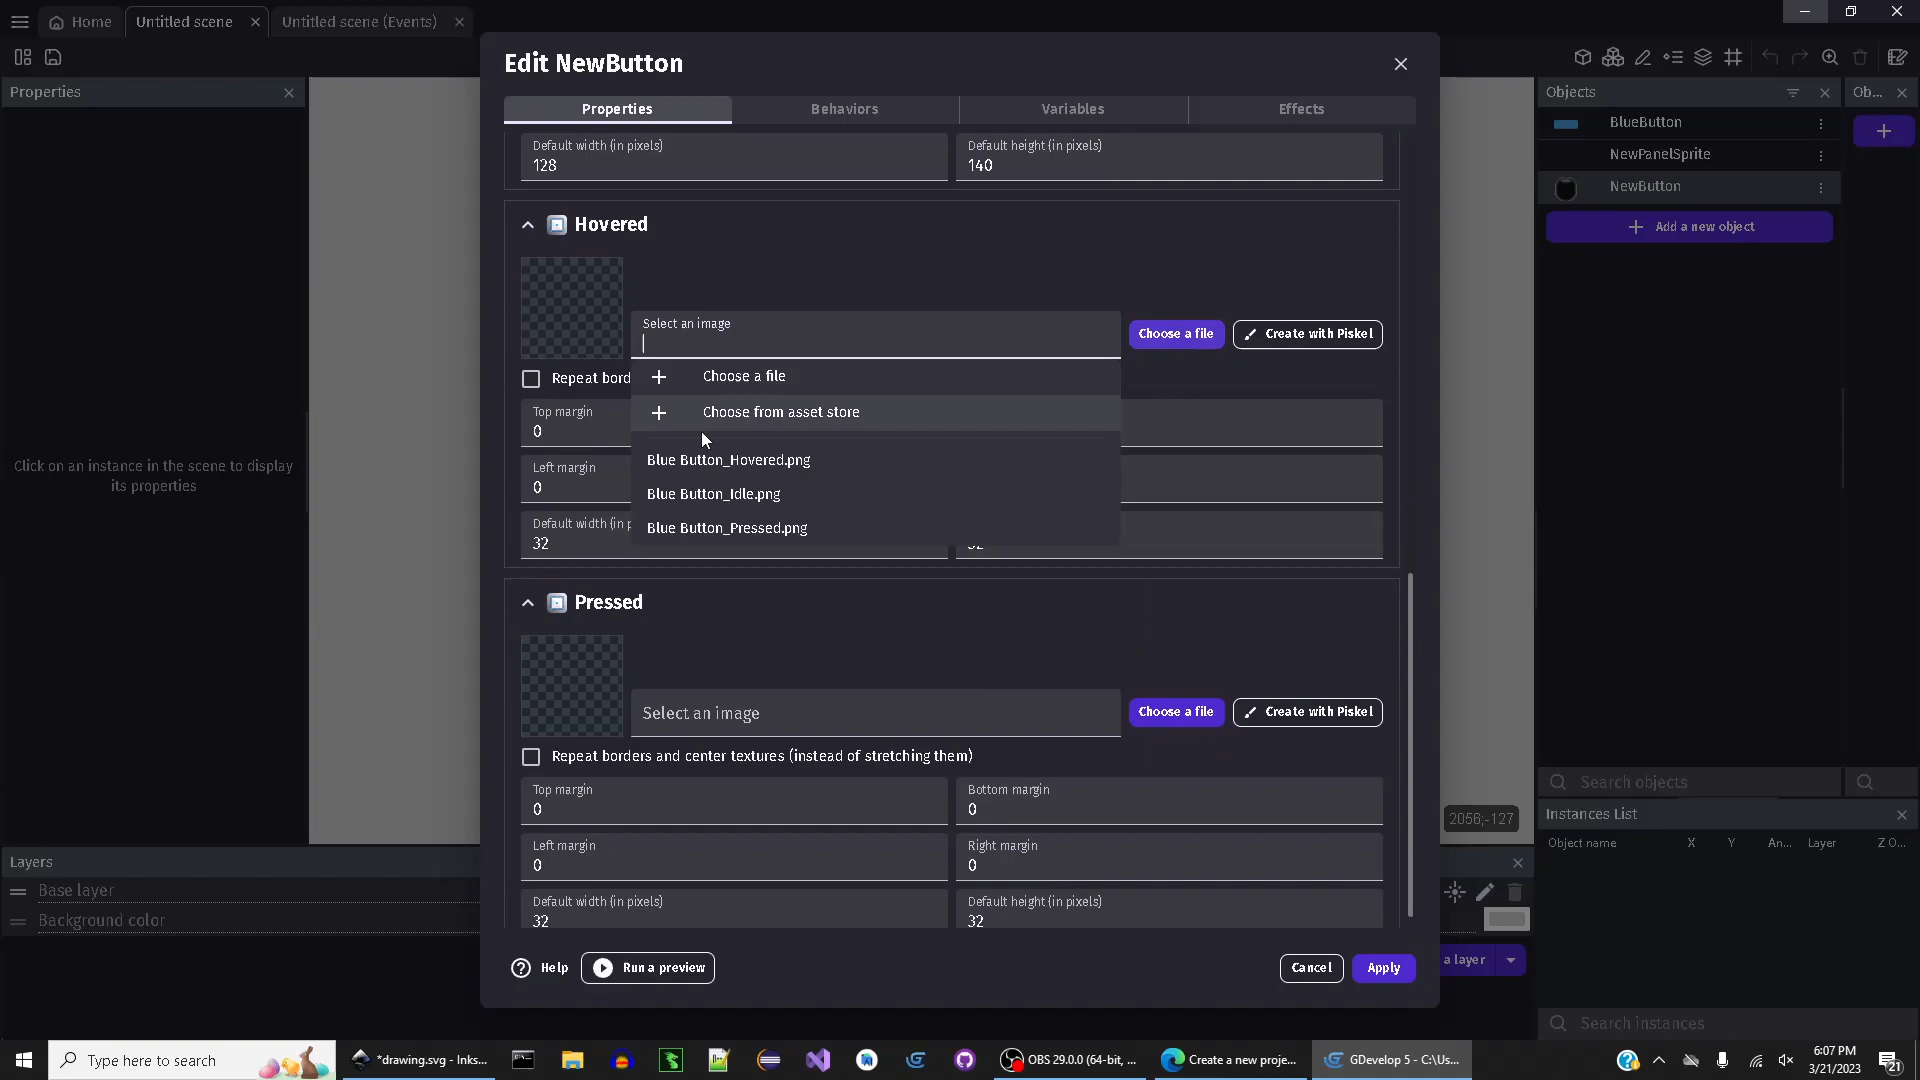 Home
Untitled scene
Untitled scene (Events)
Properties
Click on an instance in the scene to display
its properties
Layers
Base layer
Background color
Edit NewButton
Properties
Behaviors
Variables
Effects
Default width (in pixels)
128
Default height (in pixels)
140
Hovered
Select an image
Choose a file
Create with Piskel
Choose a file
Choose from asset store
Blue Button_Hovered.png
Blue Button_Idle.png
Blue Button_Pressed.png
Repeat bord
Top margin
0
Left margin
0
Default width (in p
32
Pressed
Select an image
Choose a file
Create with Piskel
Repeat borders and center textures (instead of stretching them)
Top margin
0
Bottom margin
0
Left margin
0
Right margin
0
Default width (in pixels)
32
Default height (in pixels)
32
Help
Run a preview
Cancel
Apply
Objects
Ob...
BlueButton
NewPanelSprite
NewButton
Add a new object
Search objects
2056;-127
Instances List
Object name
X
Y
An...
Layer
Z O...
a layer
Search instances
Type here to search
*drawing.svg - Inks...
OBS 29.0.0 (64-bit, ...
Create a new proje...
GDevelop 5 - C:\Us...
6:07 PM
3/21/2023
21